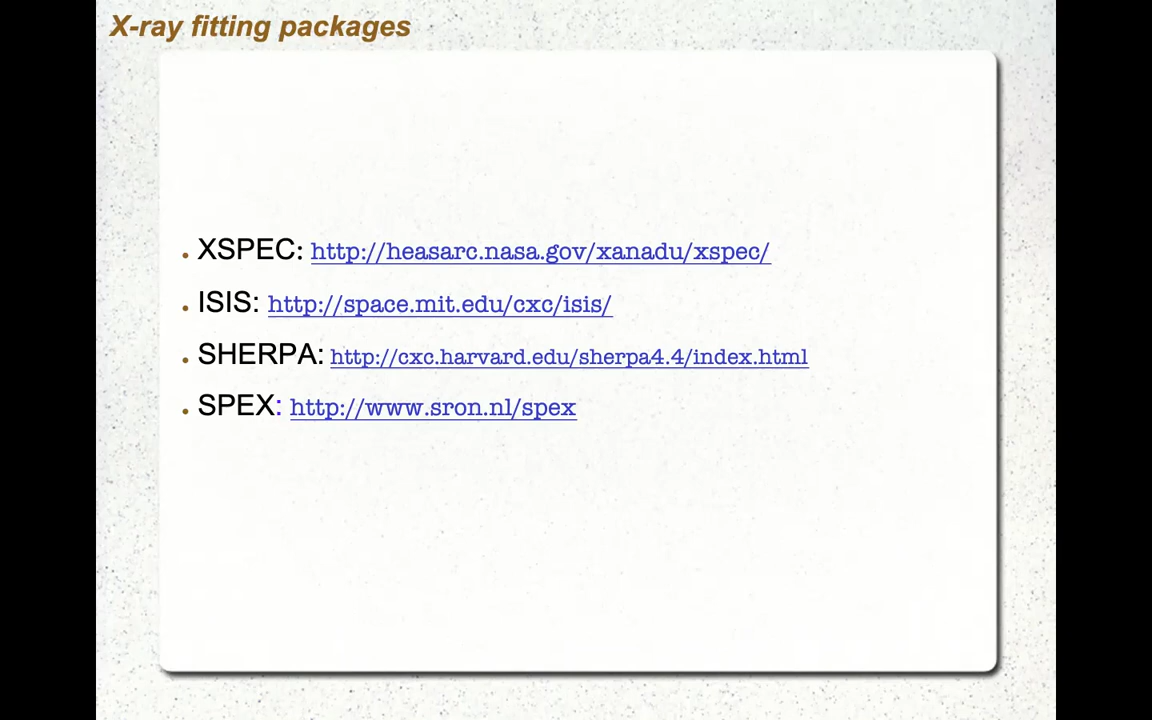 X-ray fitting packages
• XSPEC: http://heasarc.nasa.gov/xanadu/xspec/
• ISIS: http://space.mit.edu/cxc/isis/
• SHERPA: http://cxc.harvard.edu/sherpa4.4/index.html
• SPEX: http://www.sron.nl/spex